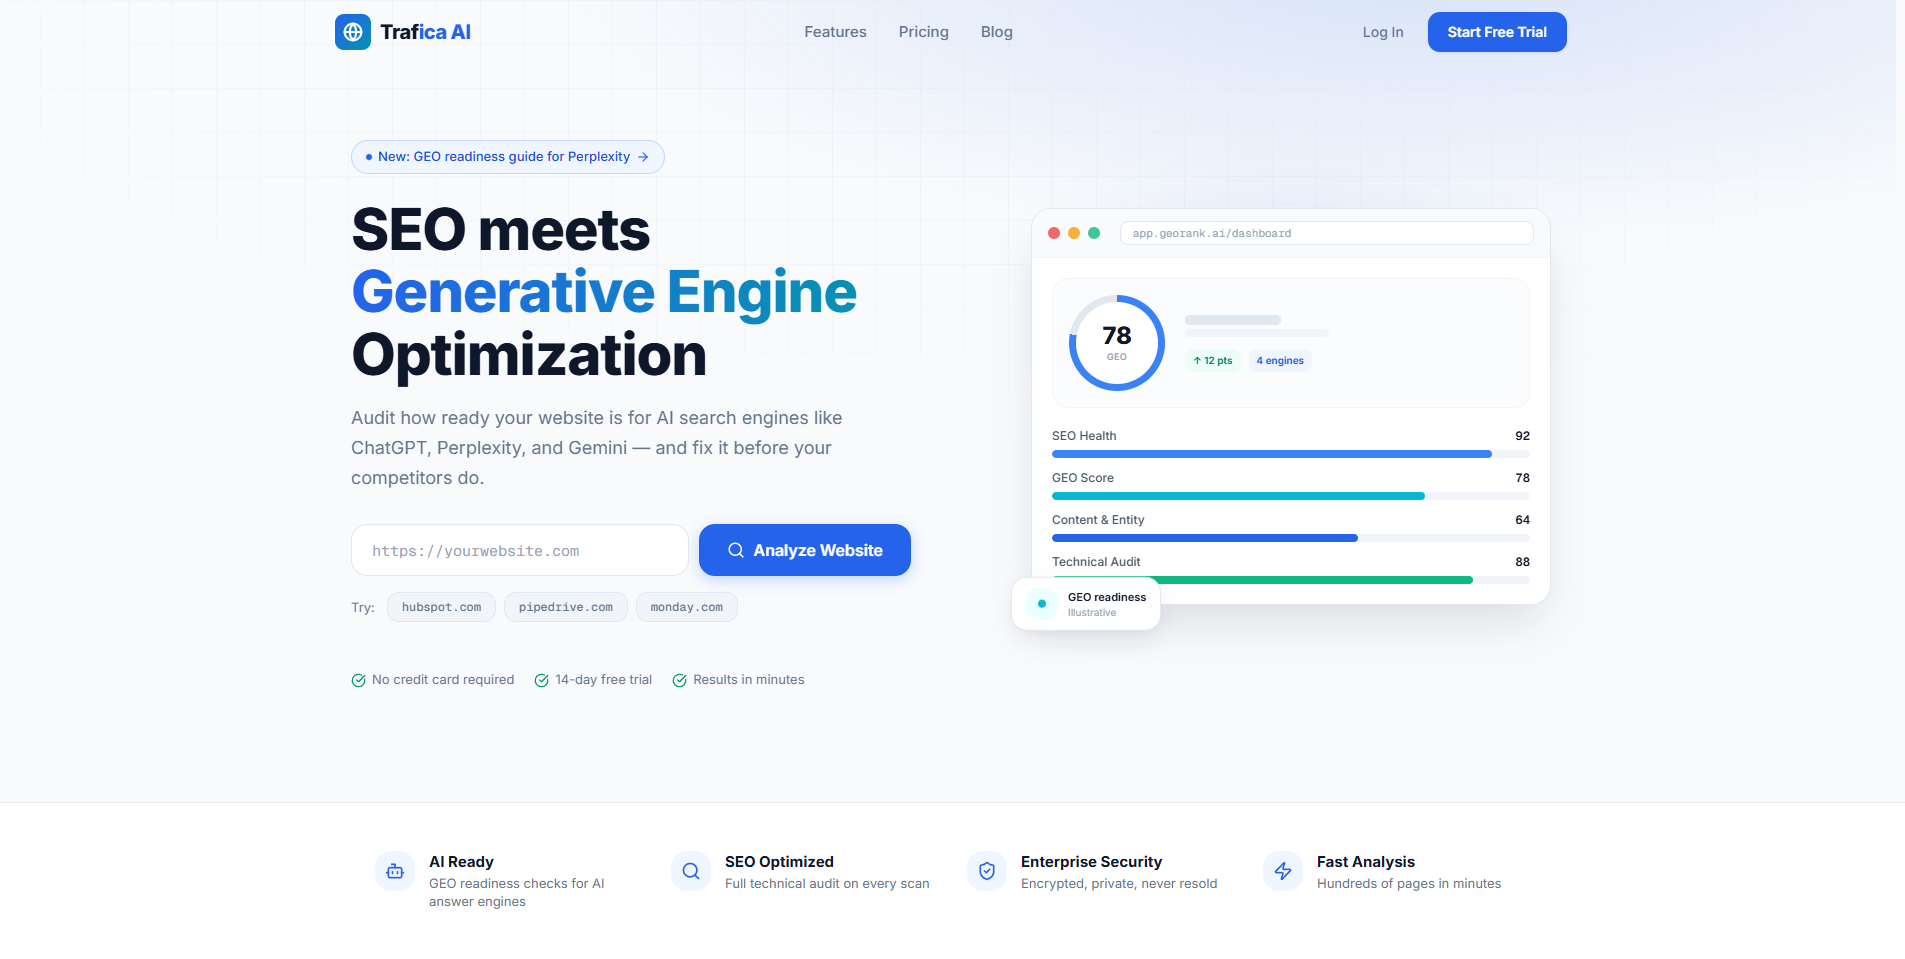 Trafica AI
Features
Pricing
Blog
Log In
Start Free Trial
New: GEO readiness guide for Perplexity →
SEO meets
Generative Engine
Optimization
Audit how ready your website is for AI search engines like
ChatGPT, Perplexity, and Gemini — and fix it before your
competitors do.
https://yourwebsite.com
Analyze Website
Try:
hubspot.com
pipedrive.com
monday.com
No credit card required
14-day free trial
Results in minutes
app.georank.ai/dashboard
78
GEO
↑ 12 pts
4 engines
SEO Health
92
GEO Score
78
Content & Entity
64
Technical Audit
88
GEO readiness
Illustrative
AI Ready
GEO readiness checks for AI
answer engines
SEO Optimized
Full technical audit on every scan
Enterprise Security
Encrypted, private, never resold
Fast Analysis
Hundreds of pages in minutes